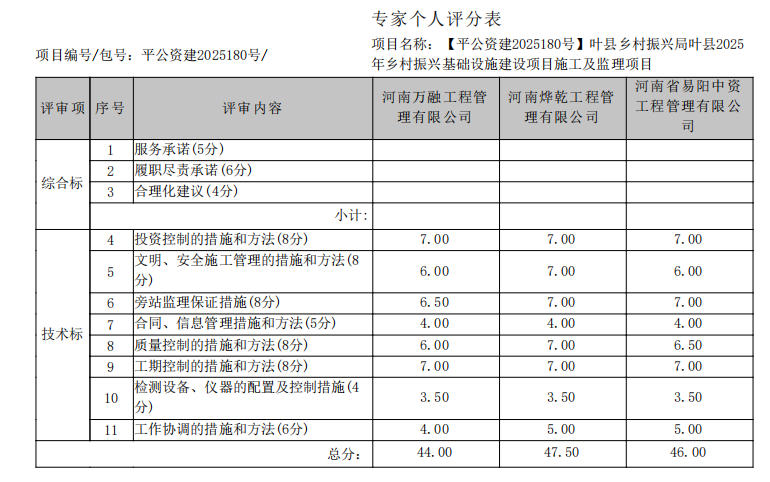 专家个人评分表
项目编号/包号：平公资建2025180号/
项目名称：【平公资建2025180号】叶县乡村振兴局叶县2025
年乡村振兴基础设施建设项目施工及监理项目
评审项 序号 评审内容 河南万融工程管理有限公司 河南烨乾工程管理有限公司 河南省易阳中资工程管理有限公司
综合标
1 服务承诺(5分)
2 履职尽责承诺(6分)
3 合理化建议(4分)
小计:
技术标
4 投资控制的措施和方法(8分) 7.00 7.00 7.00
5 文明、安全施工管理的措施和方法(8分) 6.00 7.00 6.00
6 旁站监理保证措施(8分) 6.50 7.00 7.00
7 合同、信息管理措施和方法(5分) 4.00 4.00 4.00
8 质量控制的措施和方法(8分) 6.00 7.00 6.50
9 工期控制的措施和方法(8分) 7.00 7.00 7.00
10 检测设备、仪器的配置及控制措施(4分) 3.50 3.50 3.50
11 工作协调的措施和方法(6分) 4.00 5.00 5.00
总分: 44.00 47.50 46.00